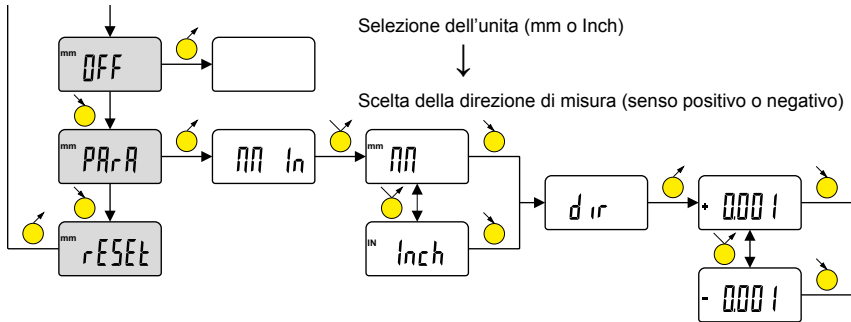 Selezione dell'unita (mm o Inch)
mm OFF
Scelta della direzione di misura (senso positivo o negativo)
mm PArA
MM In
mm MM
dir
+ 0.001
mm rESEt
IN Inch
- 0.001